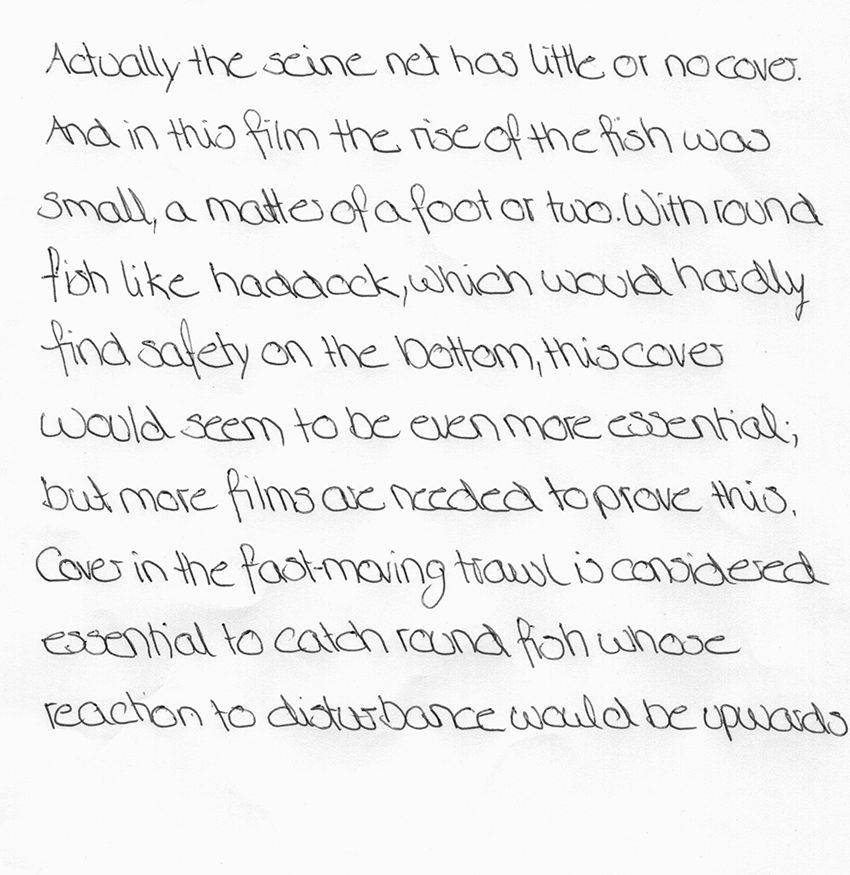 Actually the seine net has little or no cover.
And in this film the rise of the fish was
small, a matter of a foot or two. With round
fish like haddock, which would hardly
find safety on the bottom, this cover
would seem to be even more essential;
but more films are needed to prove this.
Cover in the fast-moving trawl is considered
essential to catch round fish whose
reaction to disturbance would be upwards